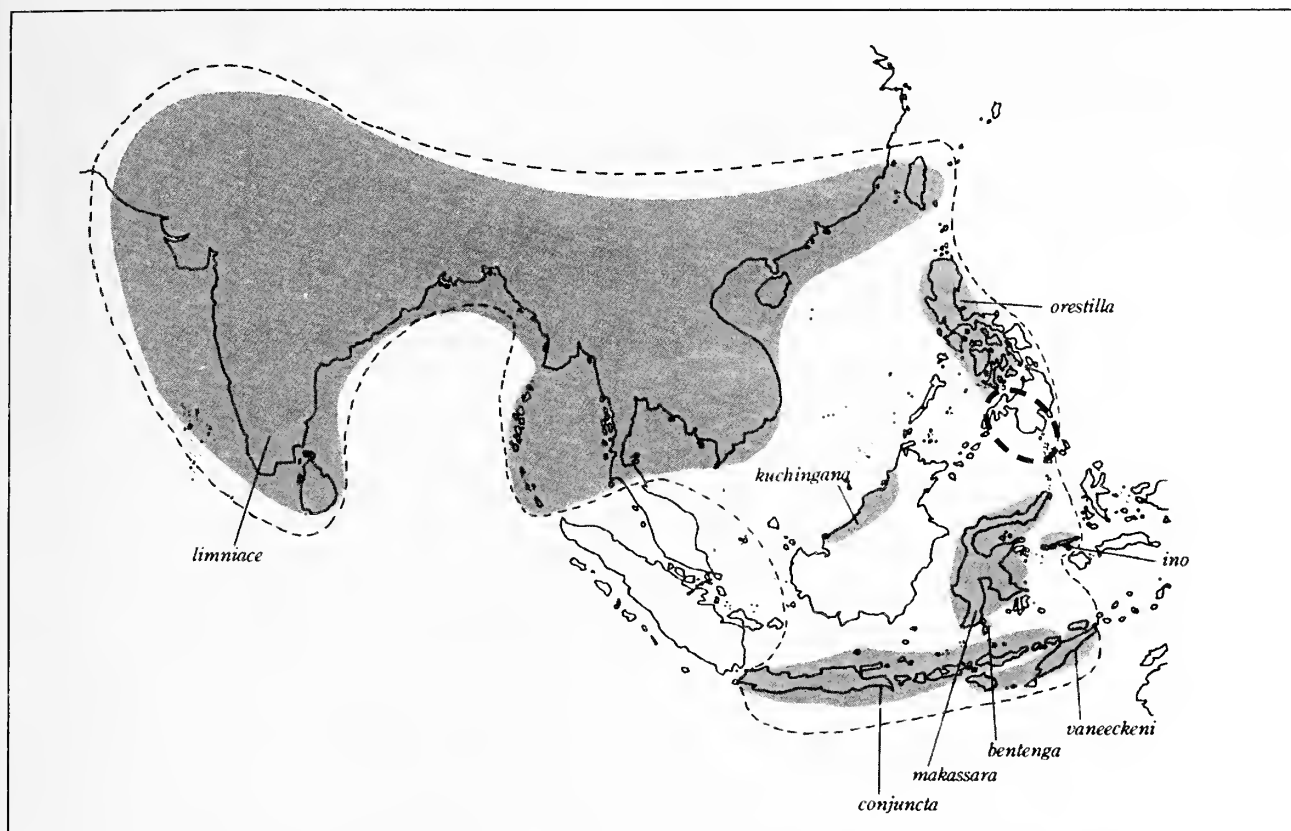 orestilla
kuchingana
limniace
ino
vaneeckeni
bentenga
makassara
conjuncta